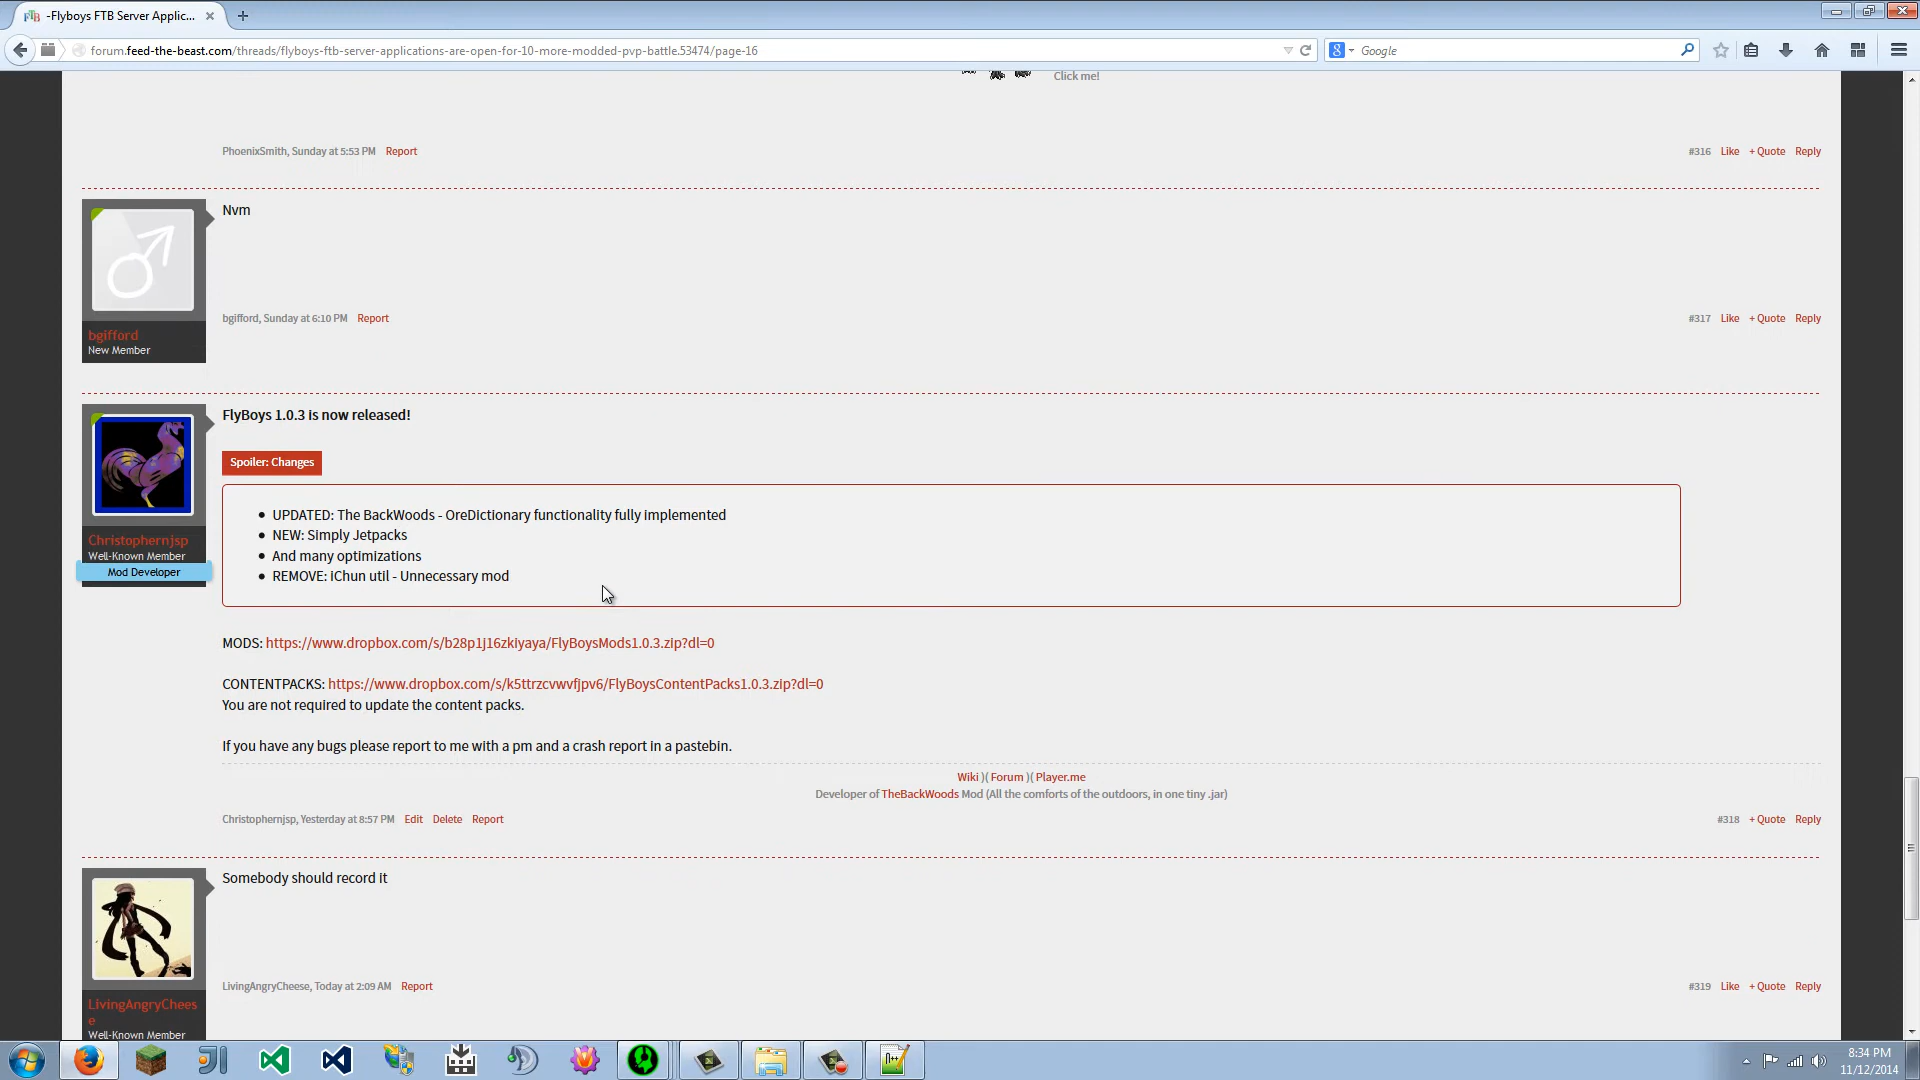 -Flyboys FTB Server Applic...
forum.feed-the-beast.com/threads/flyboys-ftb-server-applications-are-open-for-10-more-modded-pvp-battle.53474/page-16
Google
Click me!
PhoenixSmith, Sunday at 5:53 PM Report
#316 Like + Quote Reply
Nvm
bgifford, Sunday at 6:10 PM Report
#317 Like + Quote Reply
bgifford
New Member
FlyBoys 1.0.3 is now released!
Spoiler: Changes
UPDATED: The BackWoods - OreDictionary functionality fully implemented
NEW: Simply Jetpacks
And many optimizations
REMOVE: iChun util - Unnecessary mod
Christophernjsp
Well-Known Member
Mod Developer
MODS: https://www.dropbox.com/s/b28p1j16zkiyaya/FlyBoysMods1.0.3.zip?dl=0
CONTENTPACKS: https://www.dropbox.com/s/k5ttrzcvwvfjpv6/FlyBoysContentPacks1.0.3.zip?dl=0
You are not required to update the content packs.
If you have any bugs please report to me with a pm and a crash report in a pastebin.
Wiki )( Forum )( Player.me
Developer of TheBackWoods Mod (All the comforts of the outdoors, in one tiny .jar)
Christophernjsp, Yesterday at 8:57 PM Edit Delete Report
#318 + Quote Reply
Somebody should record it
LivingAngryCheese, Today at 2:09 AM Report
#319 Like + Quote Reply
LivingAngryChees
e
Well-Known Member
8:34 PM
11/12/2014